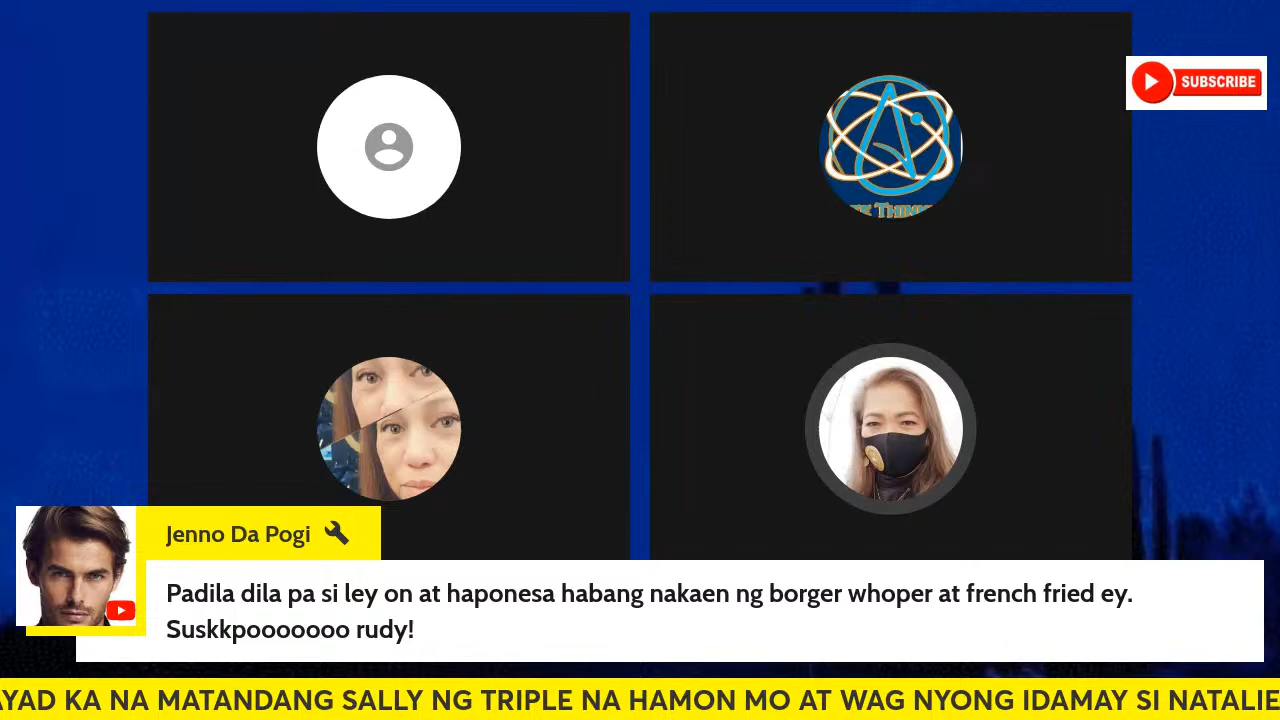 SUBSCRIBE
Jenno Da Pogi
Padila dila pa si ley on at haponesa habang nakaen ng borger whoper at french fried ey.
Suskkpooooooo rudy!
KA NA MATANDANG SALLY NG TRIPLE NA HAMON MO AT WAG NYONG IDAMAY SI NATALIE